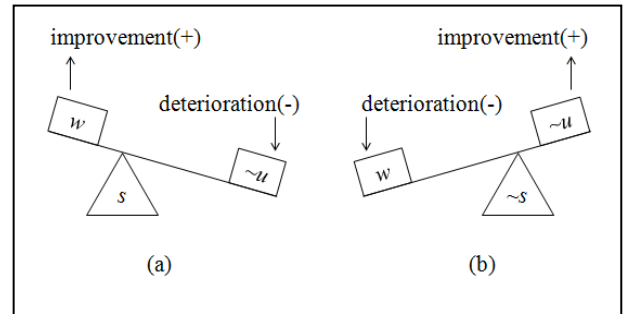 improvement(+)
w
deterioration(-)
~u
s
(a)
improvement(+)
deterioration(-)
~u
w
~s
(b)